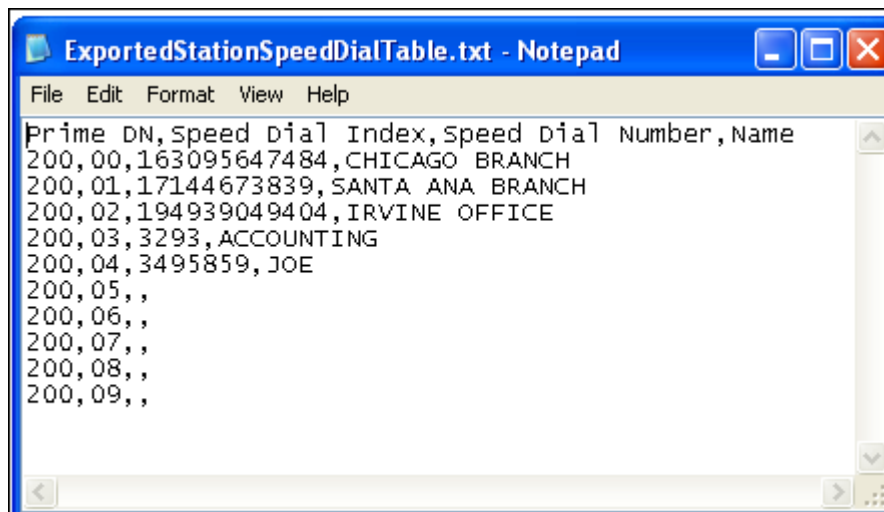 ExportedStationSpeedDialTable.txt - Notepad
File Edit Format View Help
Prime DN,Speed Dial Index,Speed Dial Number,Name
200,00,163095647484,CHICAGO BRANCH
200,01,17144673839,SANTA ANA BRANCH
200,02,194939049404,IRVINE OFFICE
200,03,3293,ACCOUNTING
200,04,3495859,JOE
200,05,,
200,06,,
200,07,,
200,08,,
200,09,,